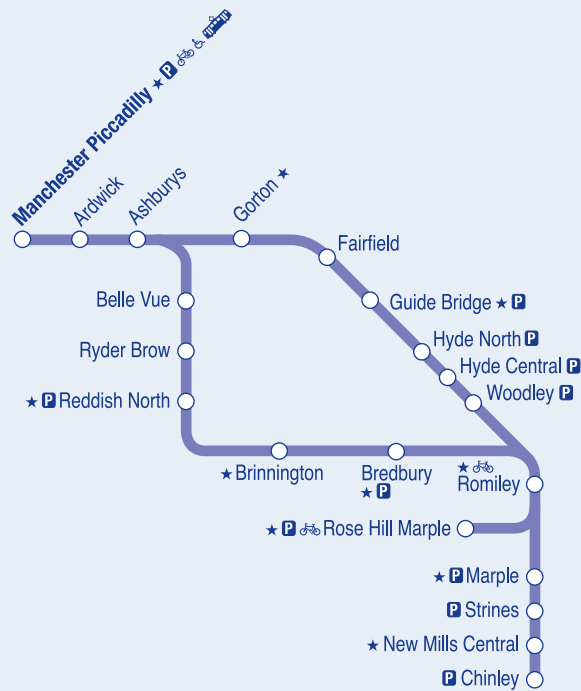 Manchester Piccadilly ★ P
Ardwick
Ashburys
Gorton ★
Fairfield
Belle Vue
Guide Bridge ★ P
Ryder Brow
Hyde North P
Hyde Central P
★ P Reddish North
Woodley P
★ Brinnington
Bredbury
★ P
★
Romiley
★ P Rose Hill Marple
★ P Marple
P Strines
★ New Mills Central
P Chinley